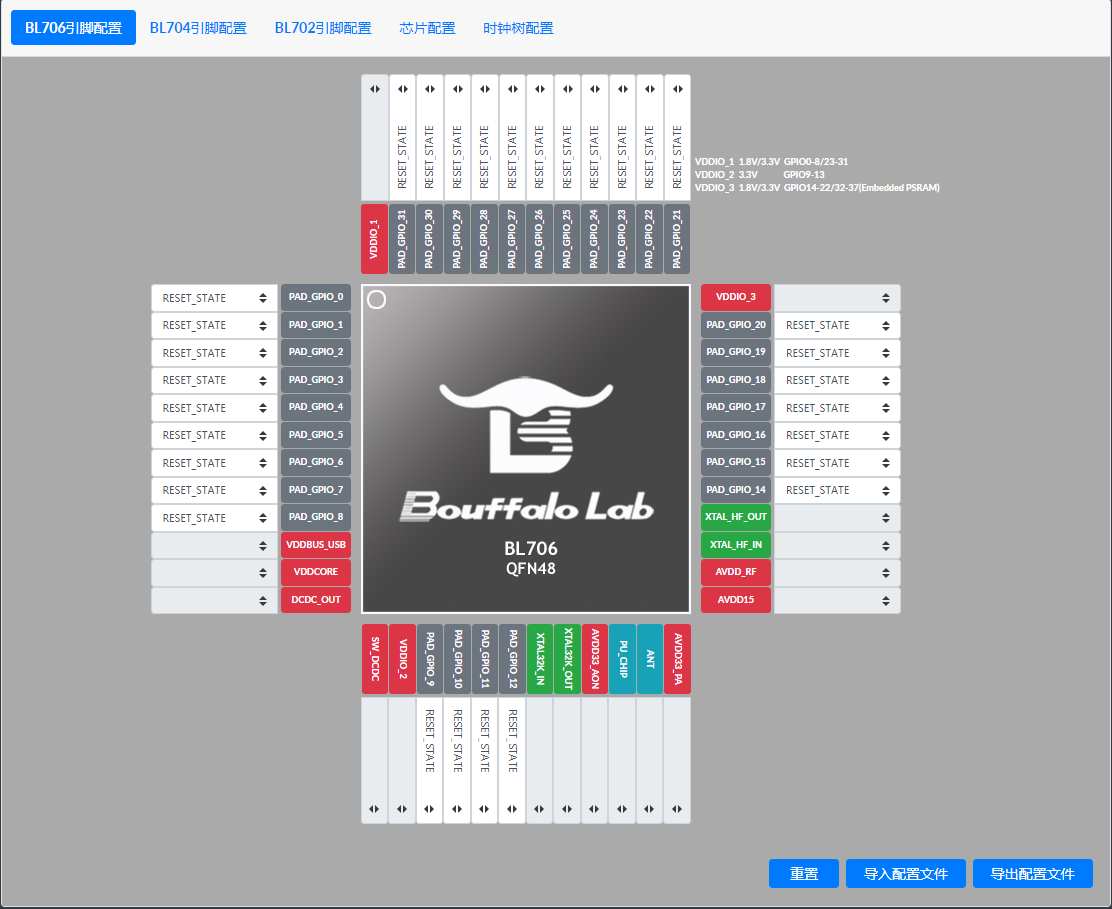 BL706引脚配置 BL704引脚配置 BL702引脚配置 芯片配置 时钟树配置
RESET_STATE RESET_STATE RESET_STATE RESET_STATE RESET_STATE RESET_STATE RESET_STATE RESET_STATE RESET_STATE RESET_STATE RESET_STATE
VDDIO_1 1.8V/3.3V GPIO0-8/23-31
VDDIO_2 3.3V GPIO9-13
VDDIO_3 1.8V/3.3V GPIO14-22/32-37(Embedded PSRAM)
VDDIO_1 PAD_GPIO_31 PAD_GPIO_30 PAD_GPIO_29 PAD_GPIO_28 PAD_GPIO_27 PAD_GPIO_26 PAD_GPIO_25 PAD_GPIO_24 PAD_GPIO_23 PAD_GPIO_22 PAD_GPIO_21
RESET_STATE PAD_GPIO_0 VDDIO_3
RESET_STATE PAD_GPIO_1 PAD_GPIO_20 RESET_STATE
RESET_STATE PAD_GPIO_2 PAD_GPIO_19 RESET_STATE
RESET_STATE PAD_GPIO_3 PAD_GPIO_18 RESET_STATE
RESET_STATE PAD_GPIO_4 PAD_GPIO_17 RESET_STATE
RESET_STATE PAD_GPIO_5 PAD_GPIO_16 RESET_STATE
RESET_STATE PAD_GPIO_6 PAD_GPIO_15 RESET_STATE
RESET_STATE PAD_GPIO_7 PAD_GPIO_14 RESET_STATE
RESET_STATE PAD_GPIO_8 Bouffalo Lab XTAL_HF_OUT
VDDBUS_USB BL706 XTAL_HF_IN
VDDCORE QFN48 AVDD_RF
DCDC_OUT AVDD15
SW_DCDC VDDIO_2 PAD_GPIO_9 PAD_GPIO_10 PAD_GPIO_11 PAD_GPIO_12 XTAL32K_IN XTAL32K_OUT AVDD33_AON PU_CHIP ANT AVDD33_PA
RESET_STATE RESET_STATE RESET_STATE RESET_STATE
重置 导入配置文件 导出配置文件